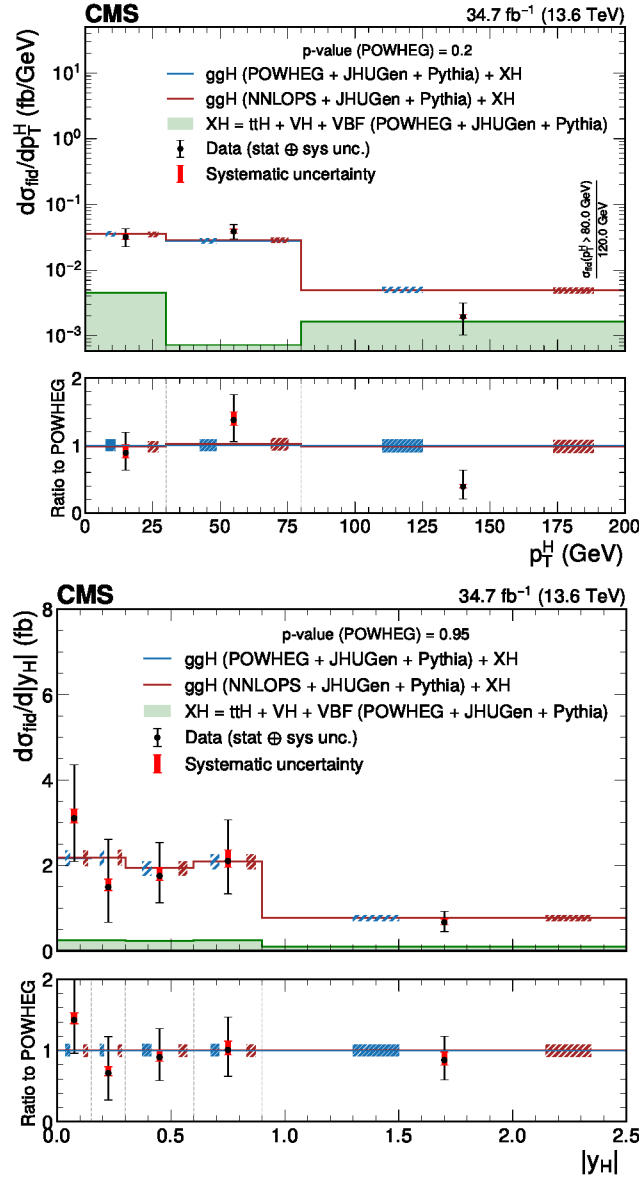 CMS 34.7 fb⁻¹ (13.6 TeV)
p-value (POWHEG) = 0.2
ggH (POWHEG + JHUGen + Pythia) + XH
ggH (NNLOPS + JHUGen + Pythia) + XH
XH = ttH + VH + VBF (POWHEG + JHUGen + Pythia)
Data (stat ⊕ sys unc.)
Systematic uncertainty
dσ_fid/dp_T^H (fb/GeV)
10¹
10⁰
10⁻¹
10⁻²
10⁻³
σ_fid(p_T^H > 80.0 GeV)
120.0 GeV
Ratio to POWHEG
2
1
0
0 25 50 75 100 125 150 175 200
p_T^H (GeV)
CMS 34.7 fb⁻¹ (13.6 TeV)
p-value (POWHEG) = 0.95
ggH (POWHEG + JHUGen + Pythia) + XH
ggH (NNLOPS + JHUGen + Pythia) + XH
XH = ttH + VH + VBF (POWHEG + JHUGen + Pythia)
Data (stat ⊕ sys unc.)
Systematic uncertainty
dσ_fid/d|y_H| (fb)
8
6
4
2
0
Ratio to POWHEG
2
1
0
0.0 0.5 1.0 1.5 2.0 2.5
|y_H|